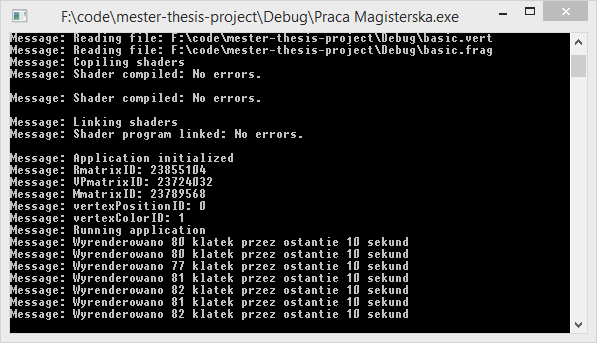 F:\code\mester-thesis-project\Debug\Praca Magisterska.exe
Message: Reading file: F:\code\mester-thesis-project\Debug\basic.vert
Message: Reading file: F:\code\mester-thesis-project\Debug\basic.frag
Message: Copiling shaders
Message: Shader compiled: No errors.
Message: Shader compiled: No errors.
Message: Linking shaders
Message: Shader program linked: No errors.
Message: Application initialized
Message: RmatrixID: 23855104
Message: VPmatrixID: 23724032
Message: MmatrixID: 23789568
Message: vertexPositionID: 0
Message: vertexColorID: 1
Message: Running application
Message: Wyrenderowano 80 klatek przez ostantie 10 sekund
Message: Wyrenderowano 80 klatek przez ostantie 10 sekund
Message: Wyrenderowano 77 klatek przez ostantie 10 sekund
Message: Wyrenderowano 81 klatek przez ostantie 10 sekund
Message: Wyrenderowano 82 klatek przez ostantie 10 sekund
Message: Wyrenderowano 81 klatek przez ostantie 10 sekund
Message: Wyrenderowano 82 klatek przez ostantie 10 sekund